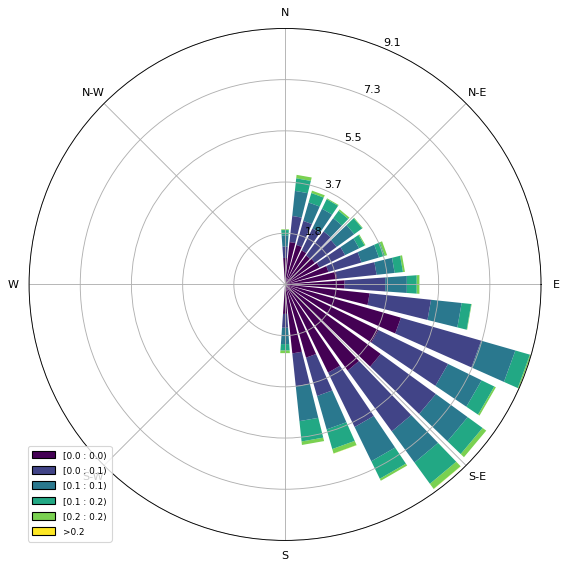 N
9.1
N-W
7.3
N-E
5.5
3.7
1.8
W
E
S-W
S-E
[0.0 : 0.0)
[0.0 : 0.1)
[0.1 : 0.1)
[0.1 : 0.2)
[0.2 : 0.2)
>0.2
S